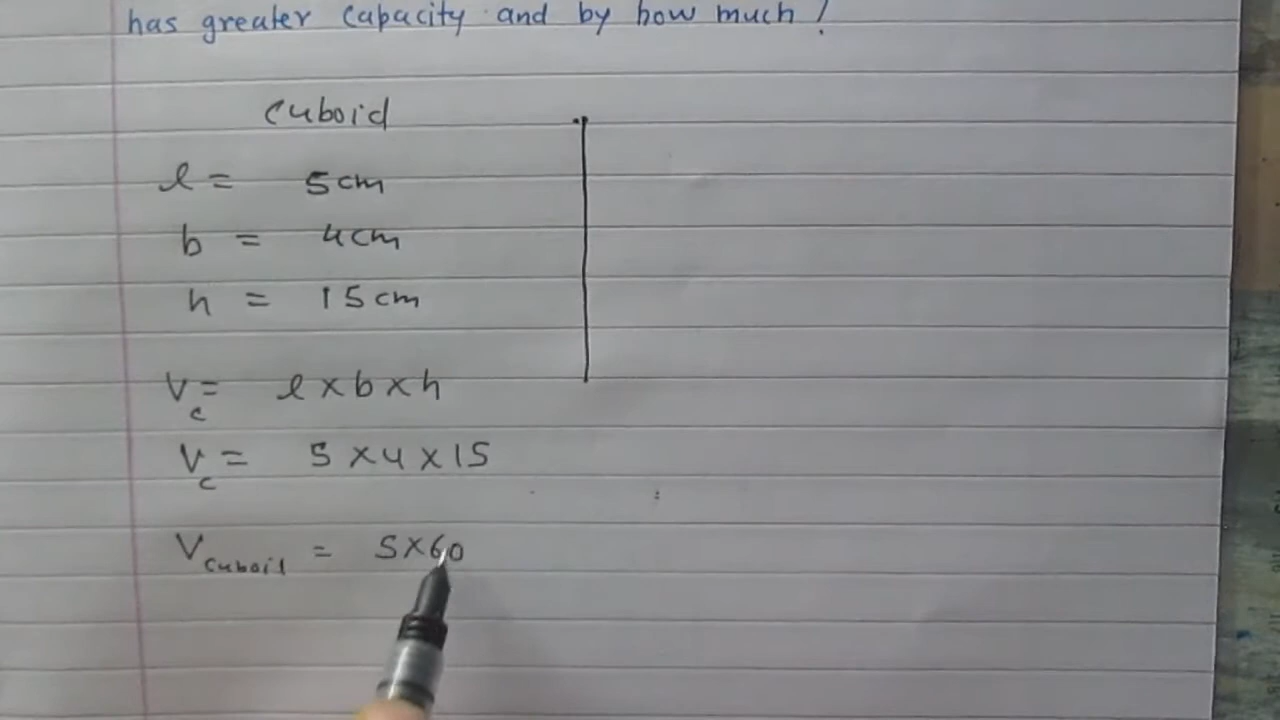 has greater capacity and by how much?
cuboid
l = 5cm
b = 4cm
h = 15cm
Vc = l×b×h
Vc = 5×4×15
Vcuboid = 5×60